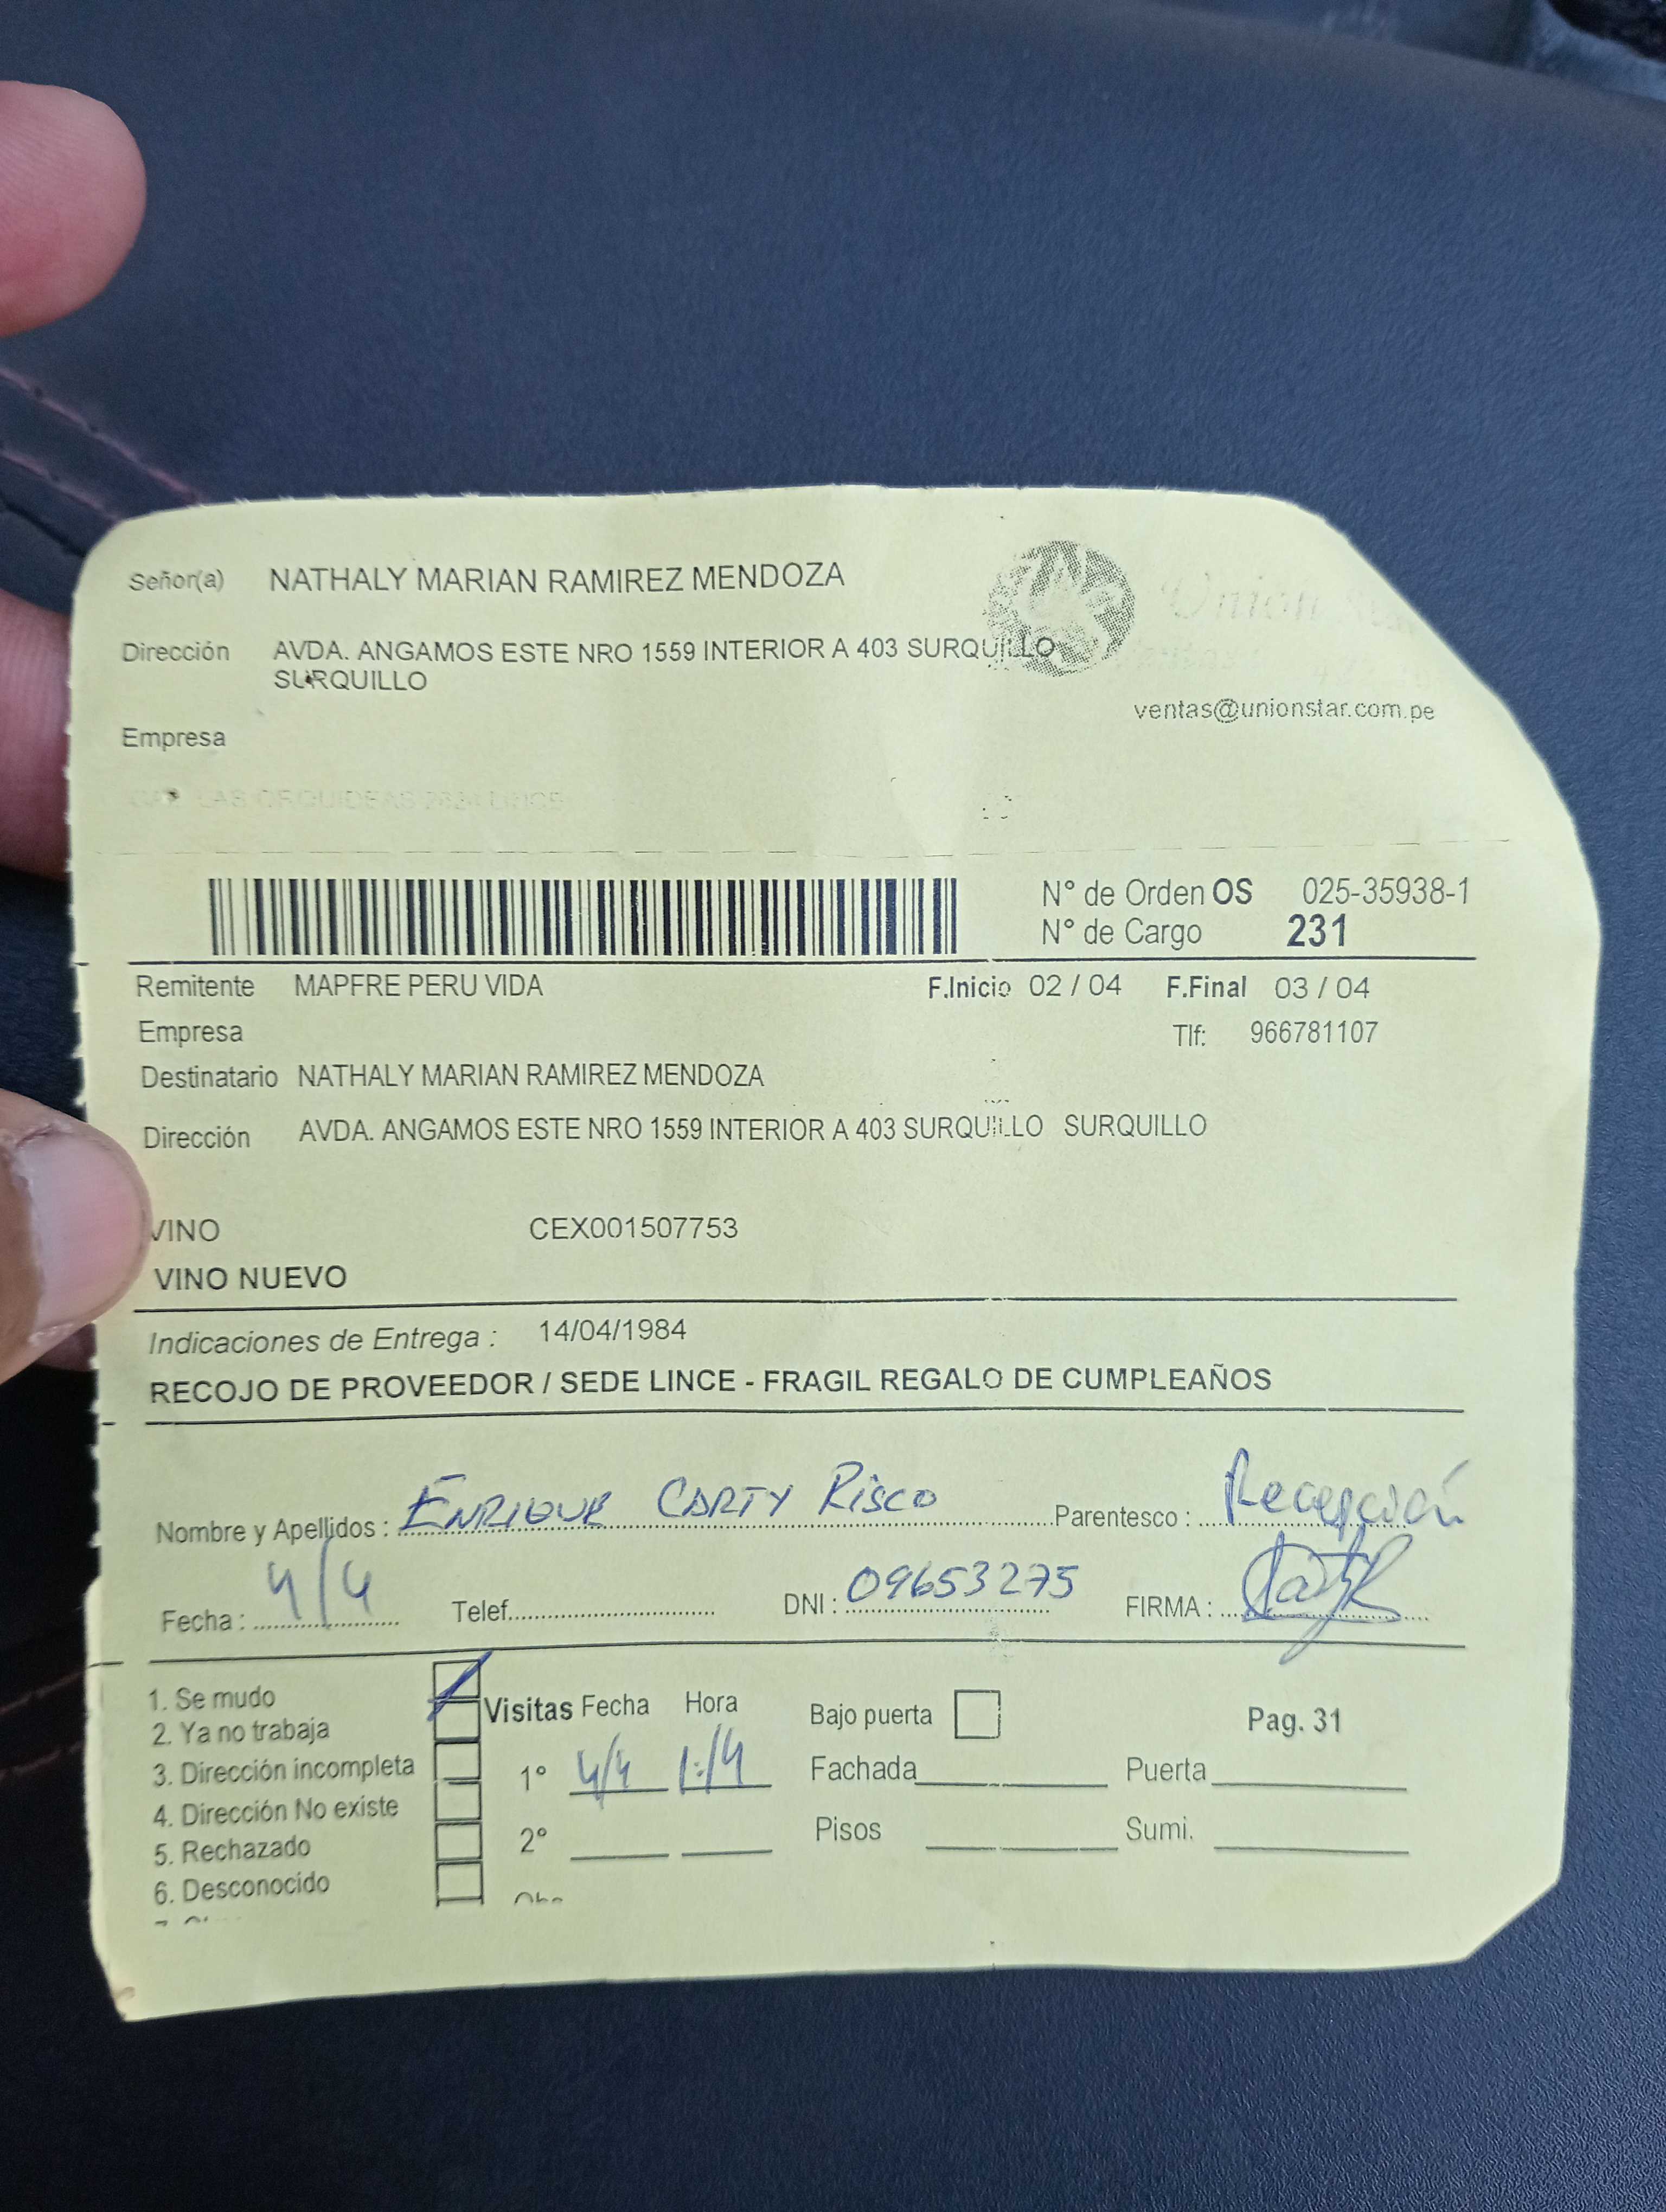 Señor(a) NATHALY MARIAN RAMIREZ MENDOZA
Dirección AVDA. ANGAMOS ESTE NRO 1559 INTERIOR A 403 SURQUILLO
SURQUILLO
ventas@unionstar.com.pe
Empresa
LAS ORQUIDEAS LINCE
N° de Orden OS 025-35938-1
N° de Cargo 231
Remitente MAPFRE PERU VIDA F.Inicio 02 / 04 F.Final 03 / 04
Empresa Tlf: 966781107
Destinatario NATHALY MARIAN RAMIREZ MENDOZA
Dirección AVDA. ANGAMOS ESTE NRO 1559 INTERIOR A 403 SURQUILLO SURQUILLO
VINO CEX001507753
VINO NUEVO
Indicaciones de Entrega : 14/04/1984
RECOJO DE PROVEEDOR / SEDE LINCE - FRAGIL REGALO DE CUMPLEAÑOS
Nombre y Apellidos : ENRIQUE CARTY RISCO Parentesco : Recepción
Fecha : 4/4 Telef. DNI : 09653275 FIRMA :
1. Se mudo
2. Ya no trabaja
3. Dirección incompleta
4. Dirección No existe
5. Rechazado
6. Desconocido
Visitas Fecha Hora
1° 4/4
2°
Bajo puerta Pag. 31
Fachada Puerta
Pisos Sumi.